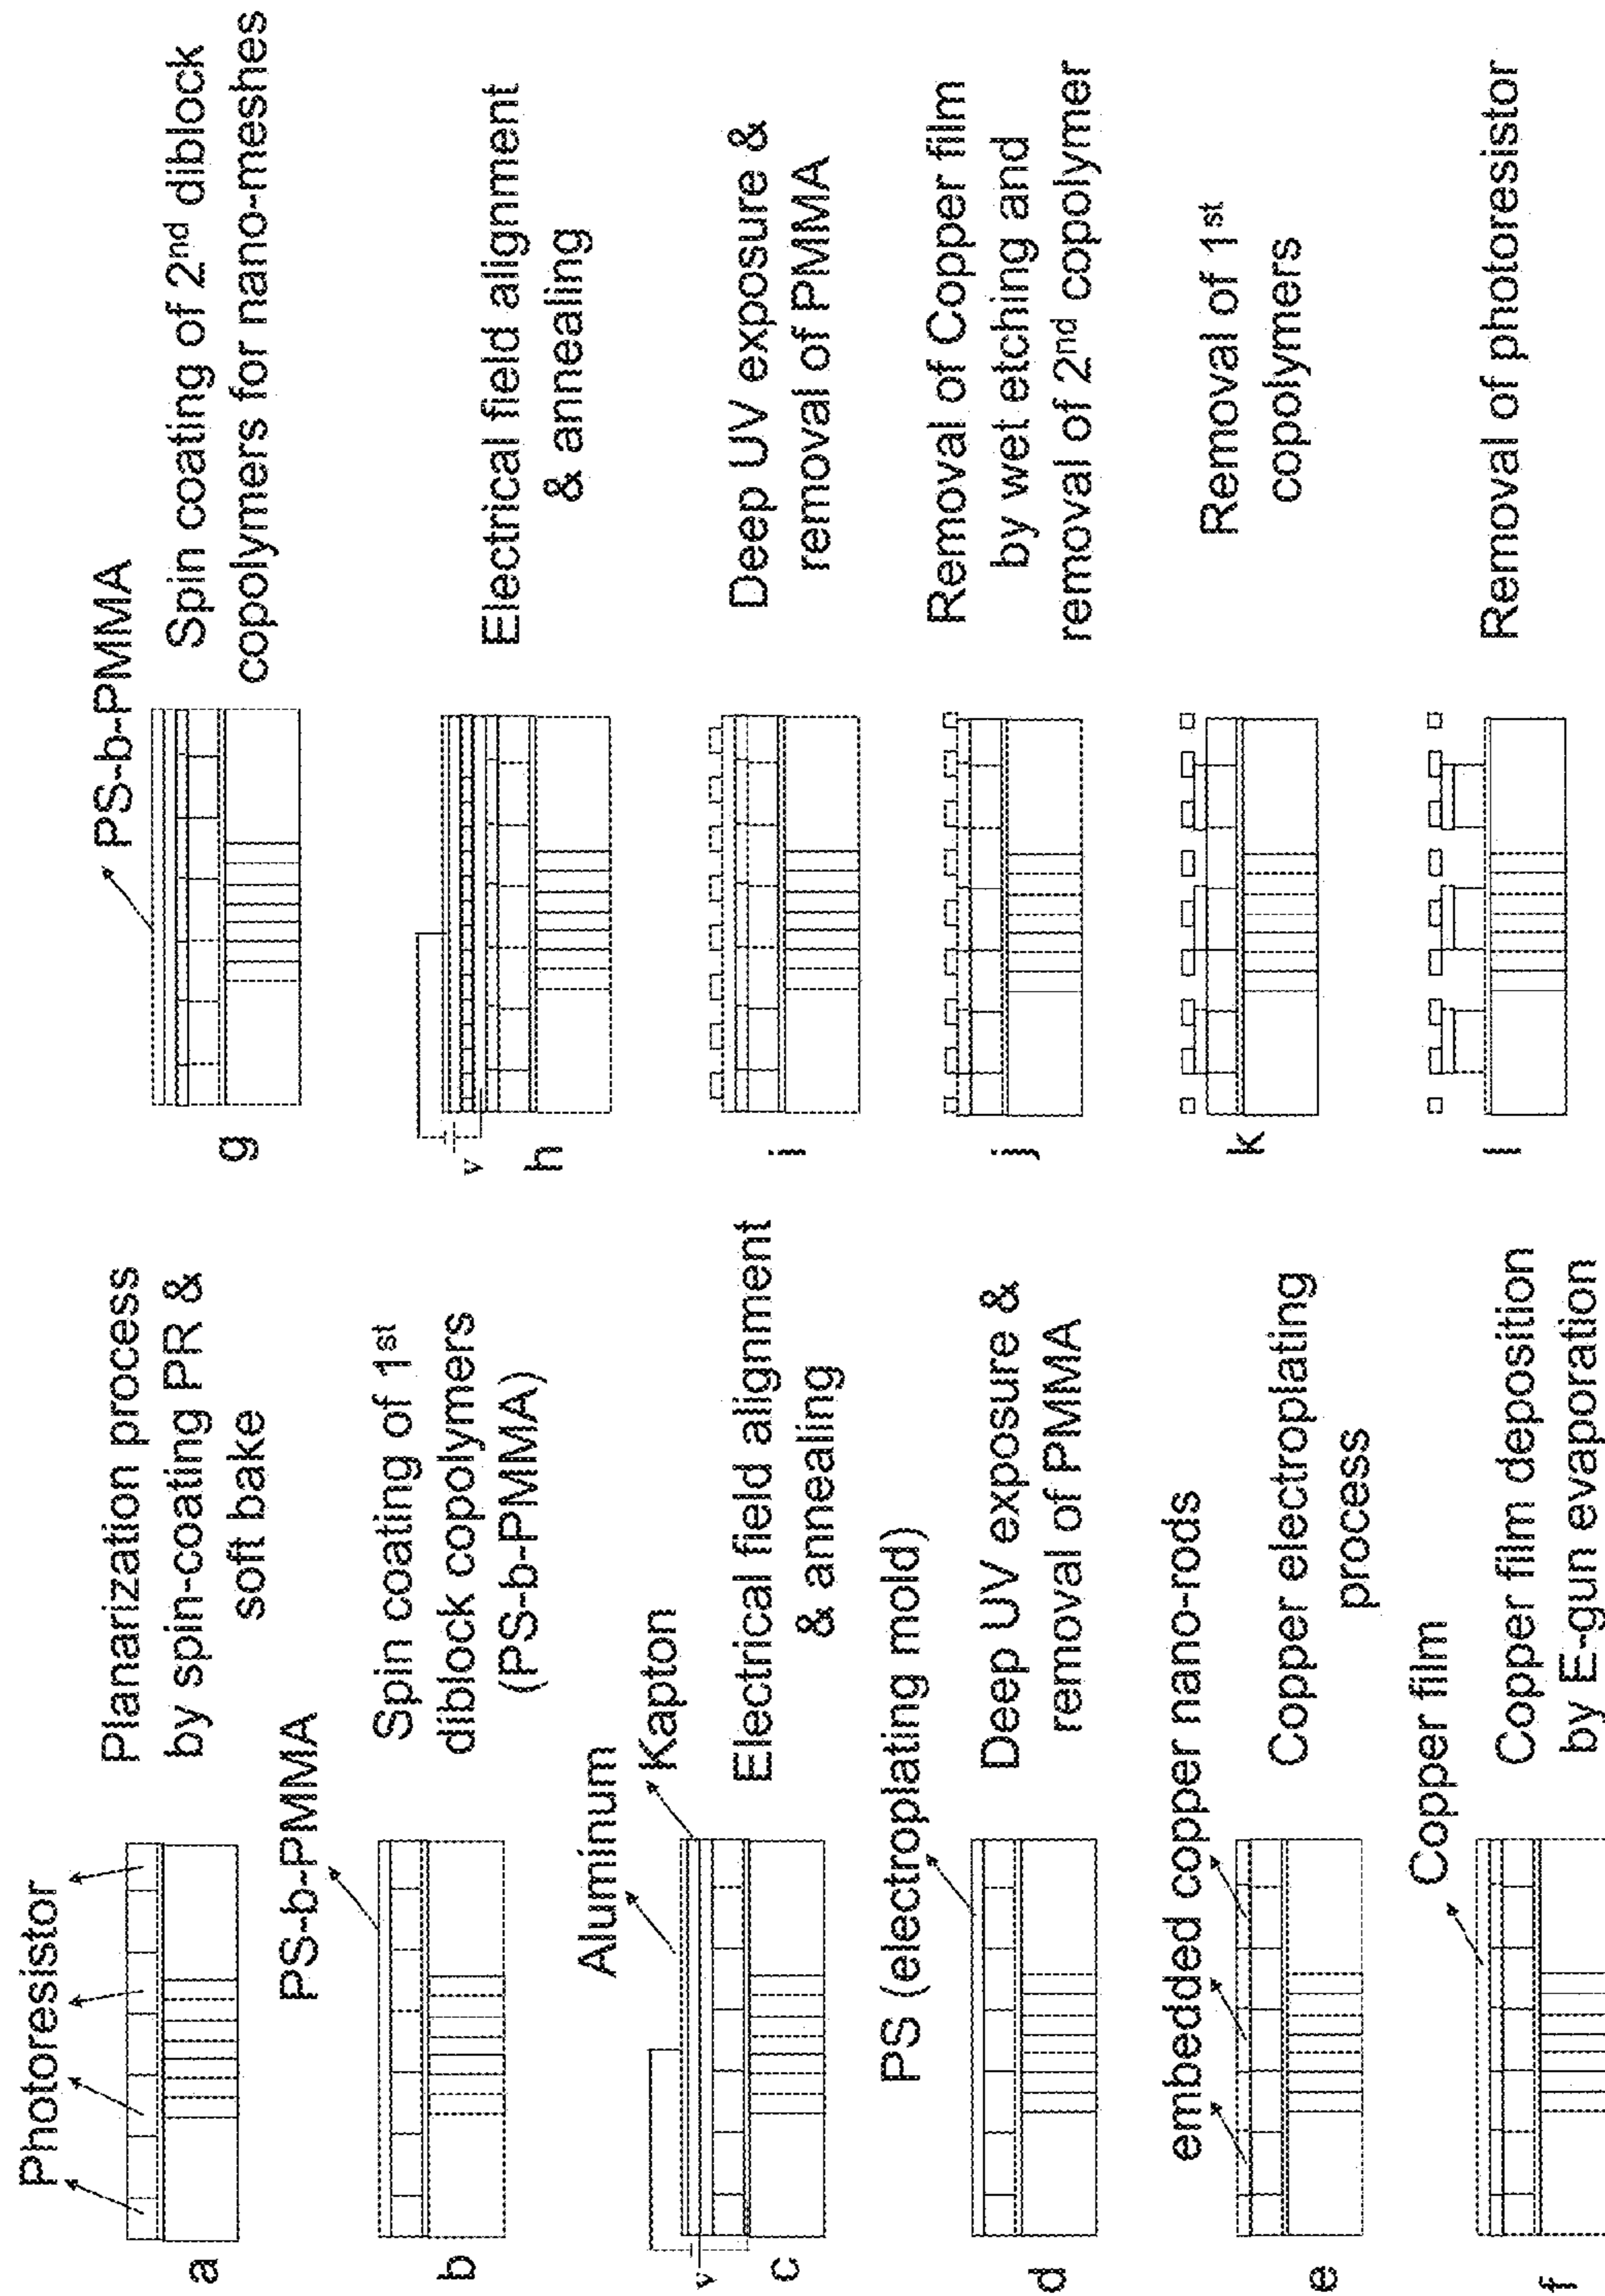 Photoresistor
a
Planarization process
by spin-coating PR &
soft bake
PS-b-PMMA
b
Spin coating of 1st
diblock copolymers
(PS-b-PMMA)
Aluminum
Kapton
v
c
Electrical field alignment
& annealing
PS (electroplating mold)
d
Deep UV exposure &
removal of PMMA
embedded copper nano-rods
e
Copper electroplating
process
Copper film
f
Copper film deposition
by E-gun evaporation
PS-b-PMMA
g
Spin coating of 2nd diblock
copolymers for nano-meshes
v
h
Electrical field alignment
& annealing
i
Deep UV exposure &
removal of PMMA
j
Removal of Copper film
by wet etching and
removal of 2nd copolymer
k
Removal of 1st
copolymers
l
Removal of photoresistor